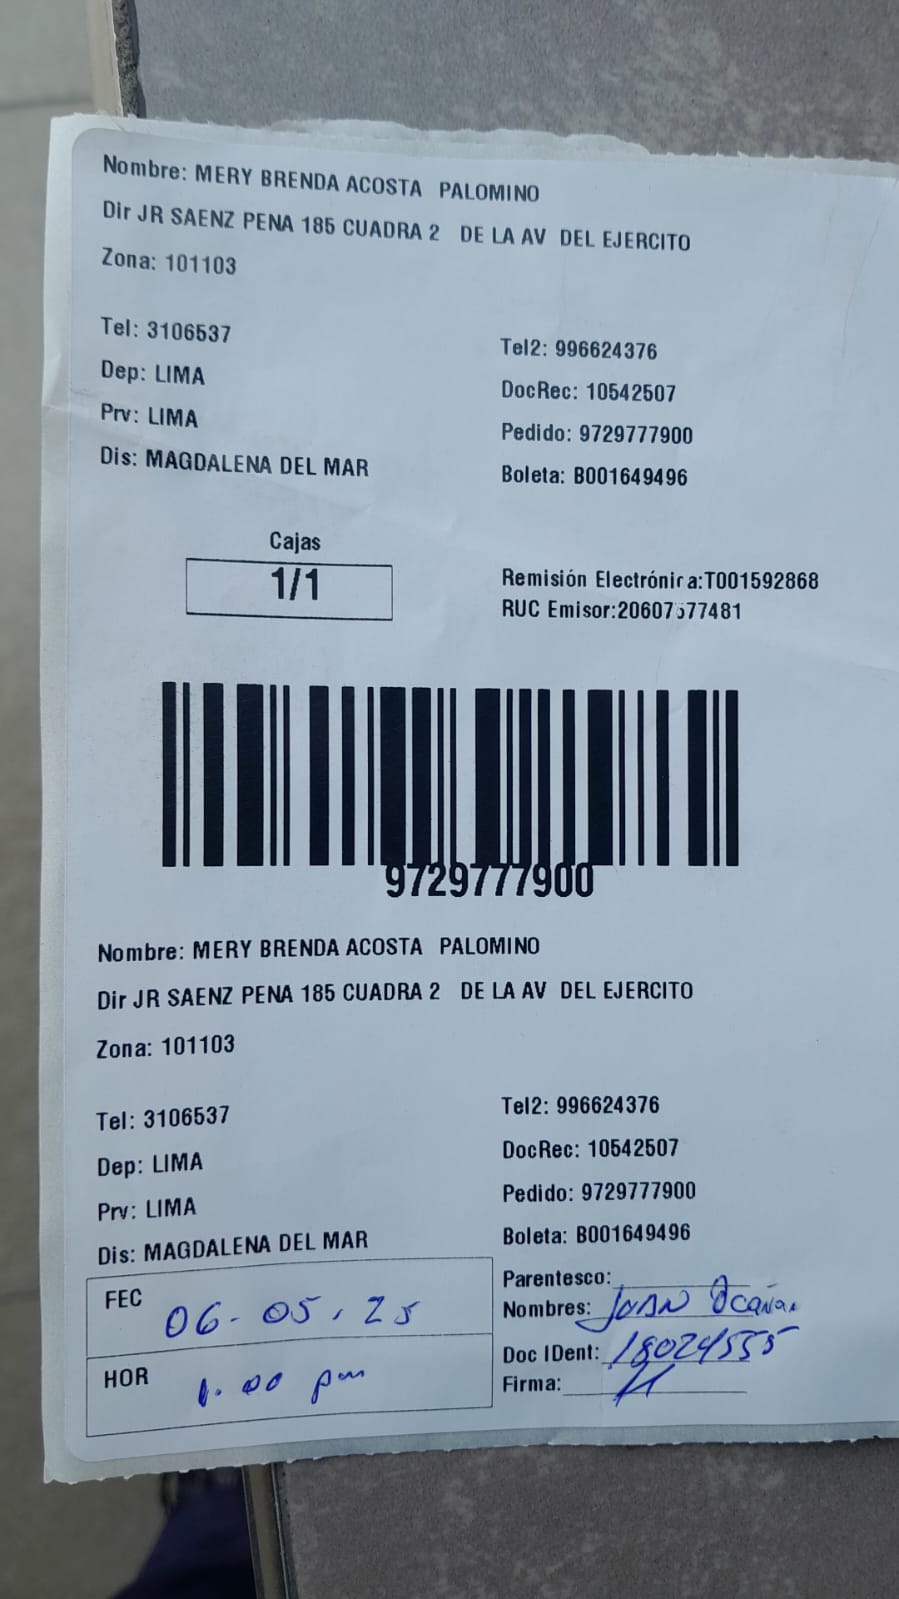 Nombre: MERY BRENDA ACOSTA PALOMINO
Dir JR SAENZ PENA 185 CUADRA 2 DE LA AV DEL EJERCITO
Zona: 101103
Tel: 3106537
Tel2: 996624376
Dep: LIMA
DocRec: 10542507
Prv: LIMA
Pedido: 9729777900
Dis: MAGDALENA DEL MAR
Boleta: B001649496
Cajas
1/1
Remisión Electrónica:T001592868
RUC Emisor:20607577481
9729777900
Nombre: MERY BRENDA ACOSTA PALOMINO
Dir JR SAENZ PENA 185 CUADRA 2 DE LA AV DEL EJERCITO
Zona: 101103
Tel: 3106537
Tel2: 996624376
Dep: LIMA
DocRec: 10542507
Prv: LIMA
Pedido: 9729777900
Dis: MAGDALENA DEL MAR
Boleta: B001649496
FEC 06-05.25
HOR 1.00 pm
Parentesco:
Nombres: JUAN Ocaña
Doc IDent: 18024555
Firma: